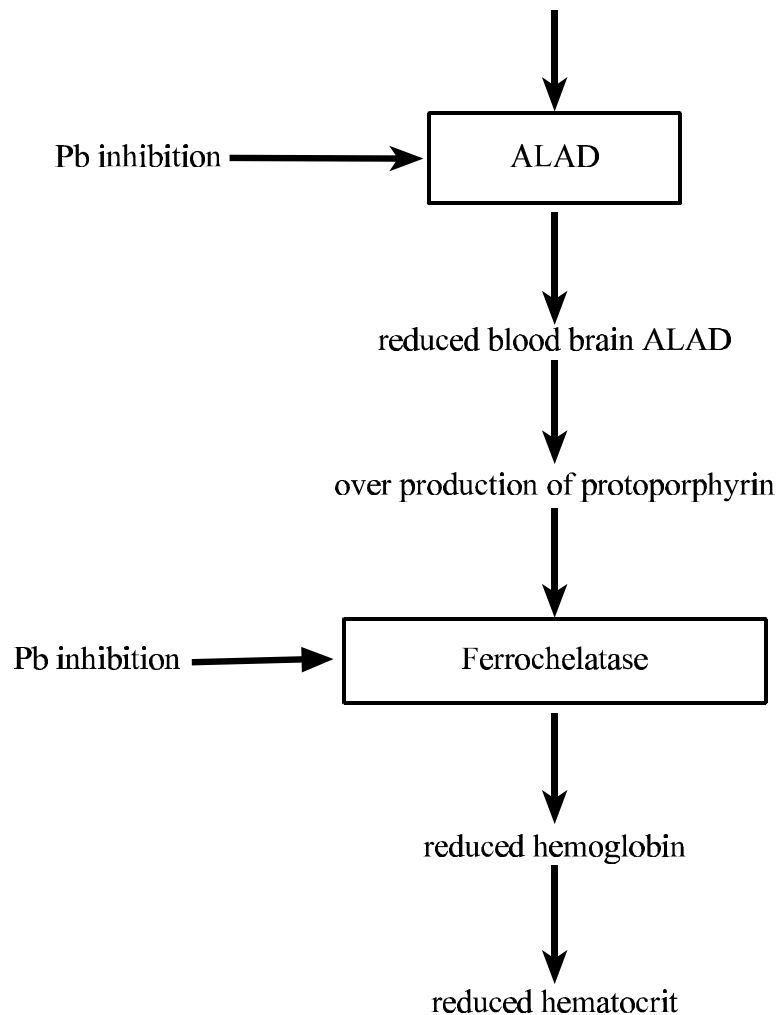 Pb inhibition
ALAD
reduced blood brain ALAD
over production of protoporphyrin
Pb inhibition
Ferrochelatase
reduced hemoglobin
reduced hematocrit